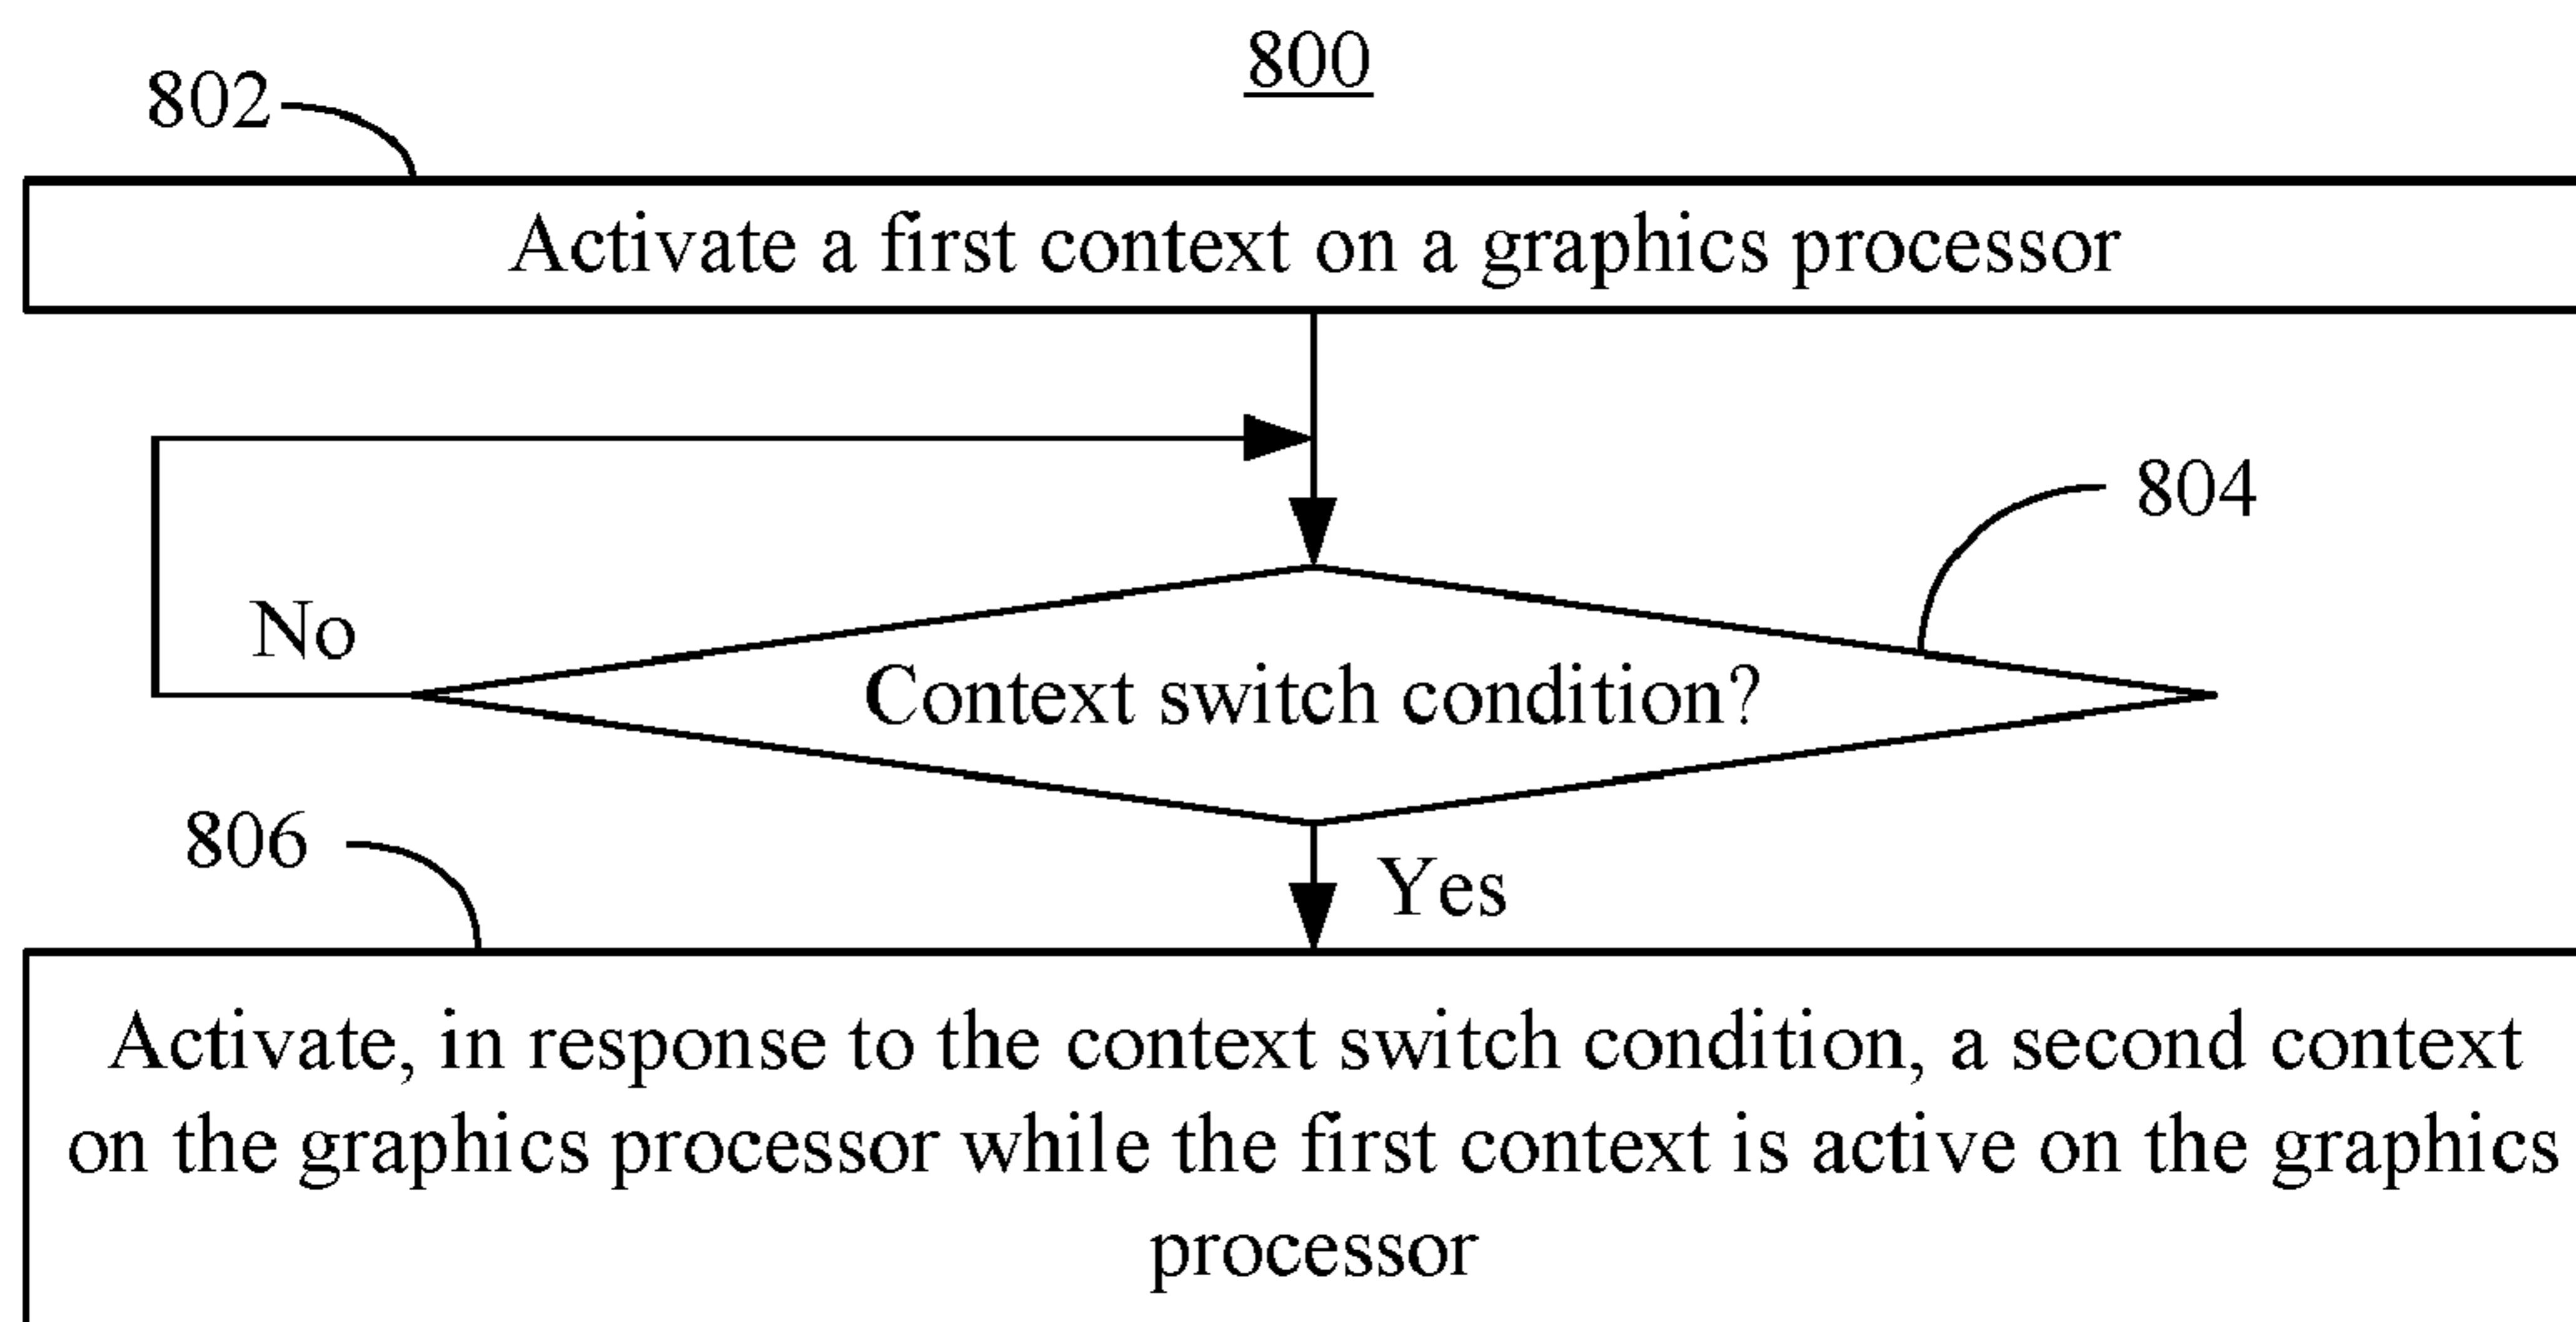 800
802
Activate a first context on a graphics processor
804
No
Context switch condition?
806
Yes
Activate, in response to the context switch condition, a second context
on the graphics processor while the first context is active on the graphics
processor